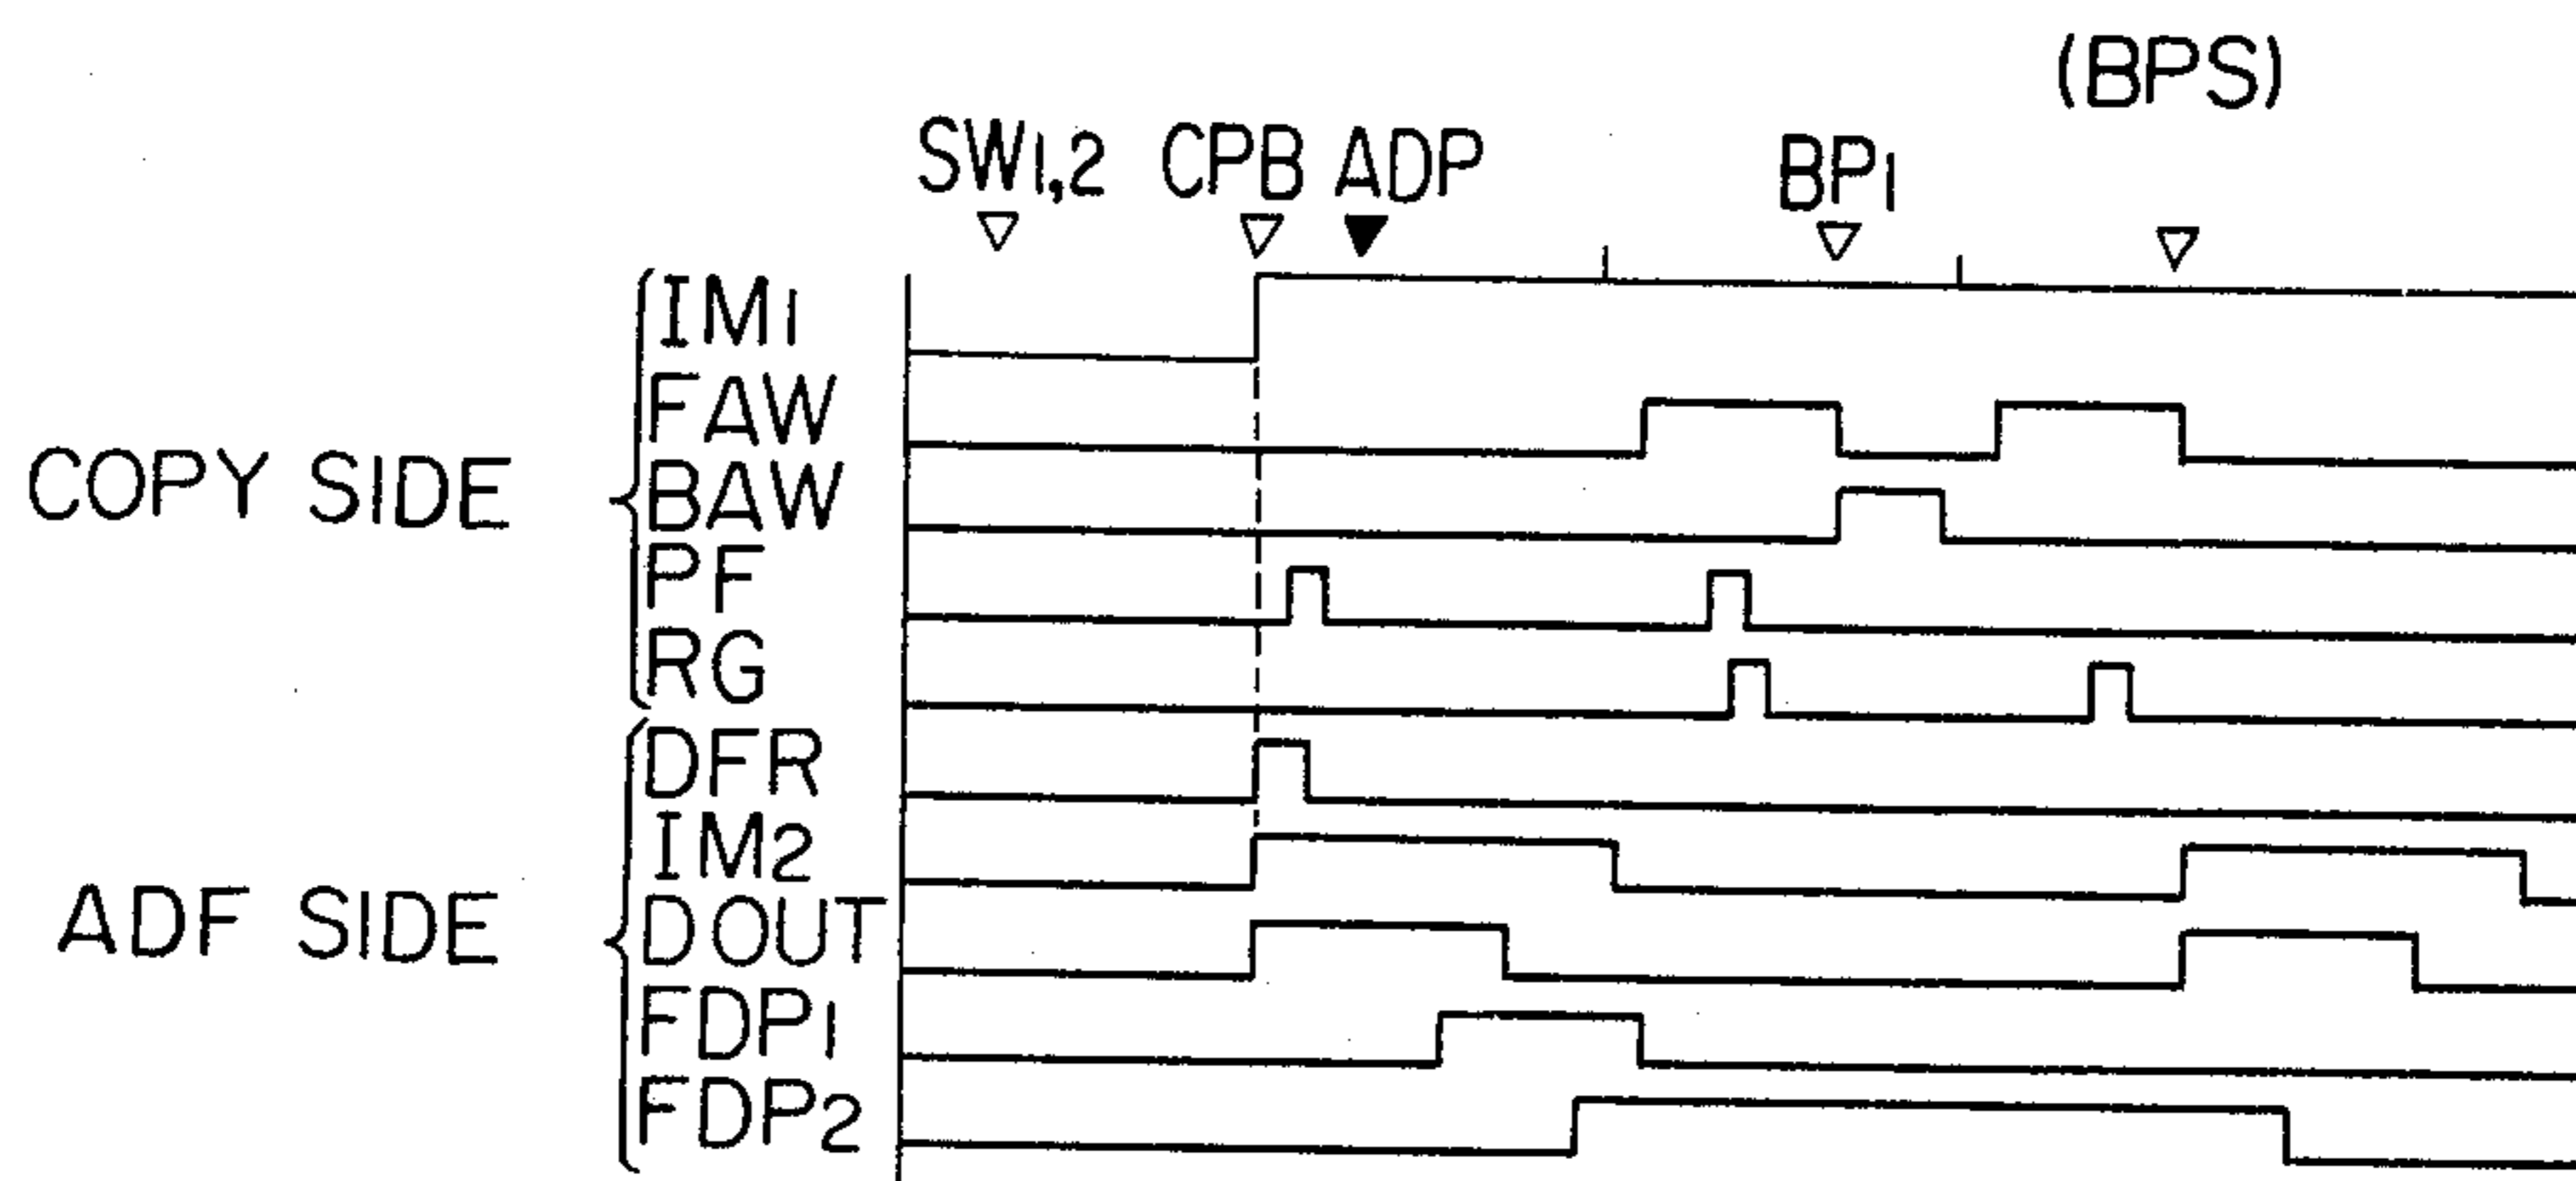 (BPS)
SW1,2 CPB ADP BP1
COPY SIDE
IM1
FAW
BAW
PF
RG
ADF SIDE
DFR
IM2
DOUT
FDP1
FDP2